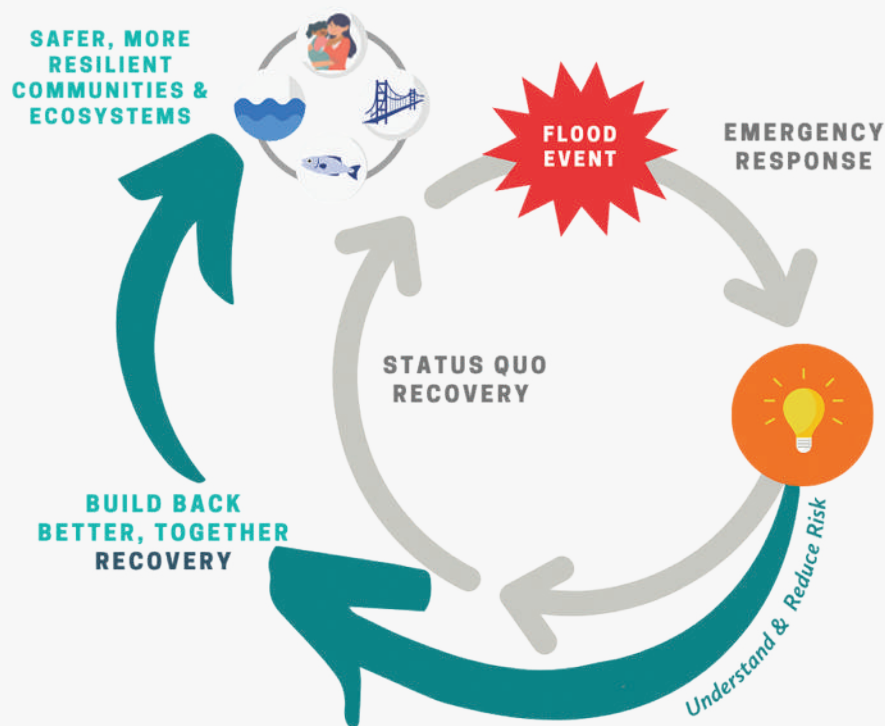 SAFER, MORE
RESILIENT
COMMUNITIES &
ECOSYSTEMS
FLOOD
EVENT
EMERGENCY
RESPONSE
STATUS QUO
RECOVERY
BUILD BACK
BETTER, TOGETHER
RECOVERY
Understand & Reduce Risk